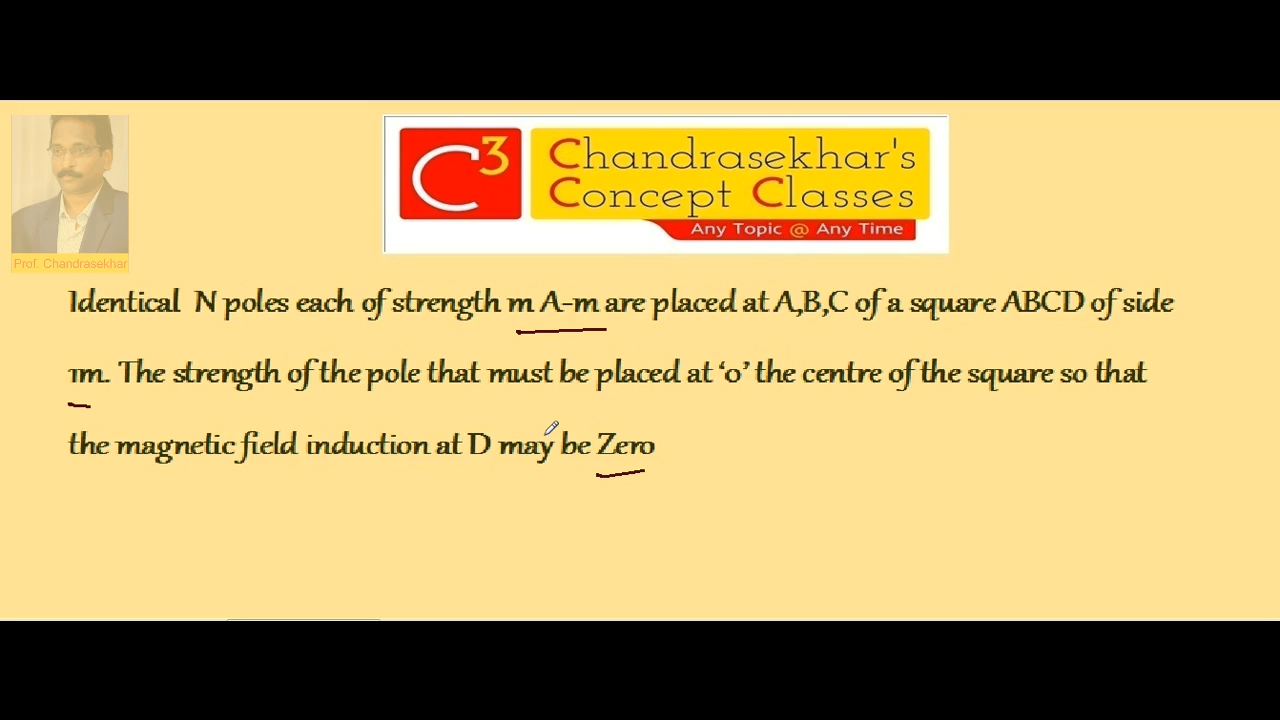 C3
Chandrasekhar's
Concept Classes
Any Topic @ Any Time
Prof. Chandrasekhar
Identical N poles each of strength m A-m are placed at A,B,C of a square ABCD of side
1m. The strength of the pole that must be placed at ‘o’ the centre of the square so that
the magnetic field induction at D may be Zero